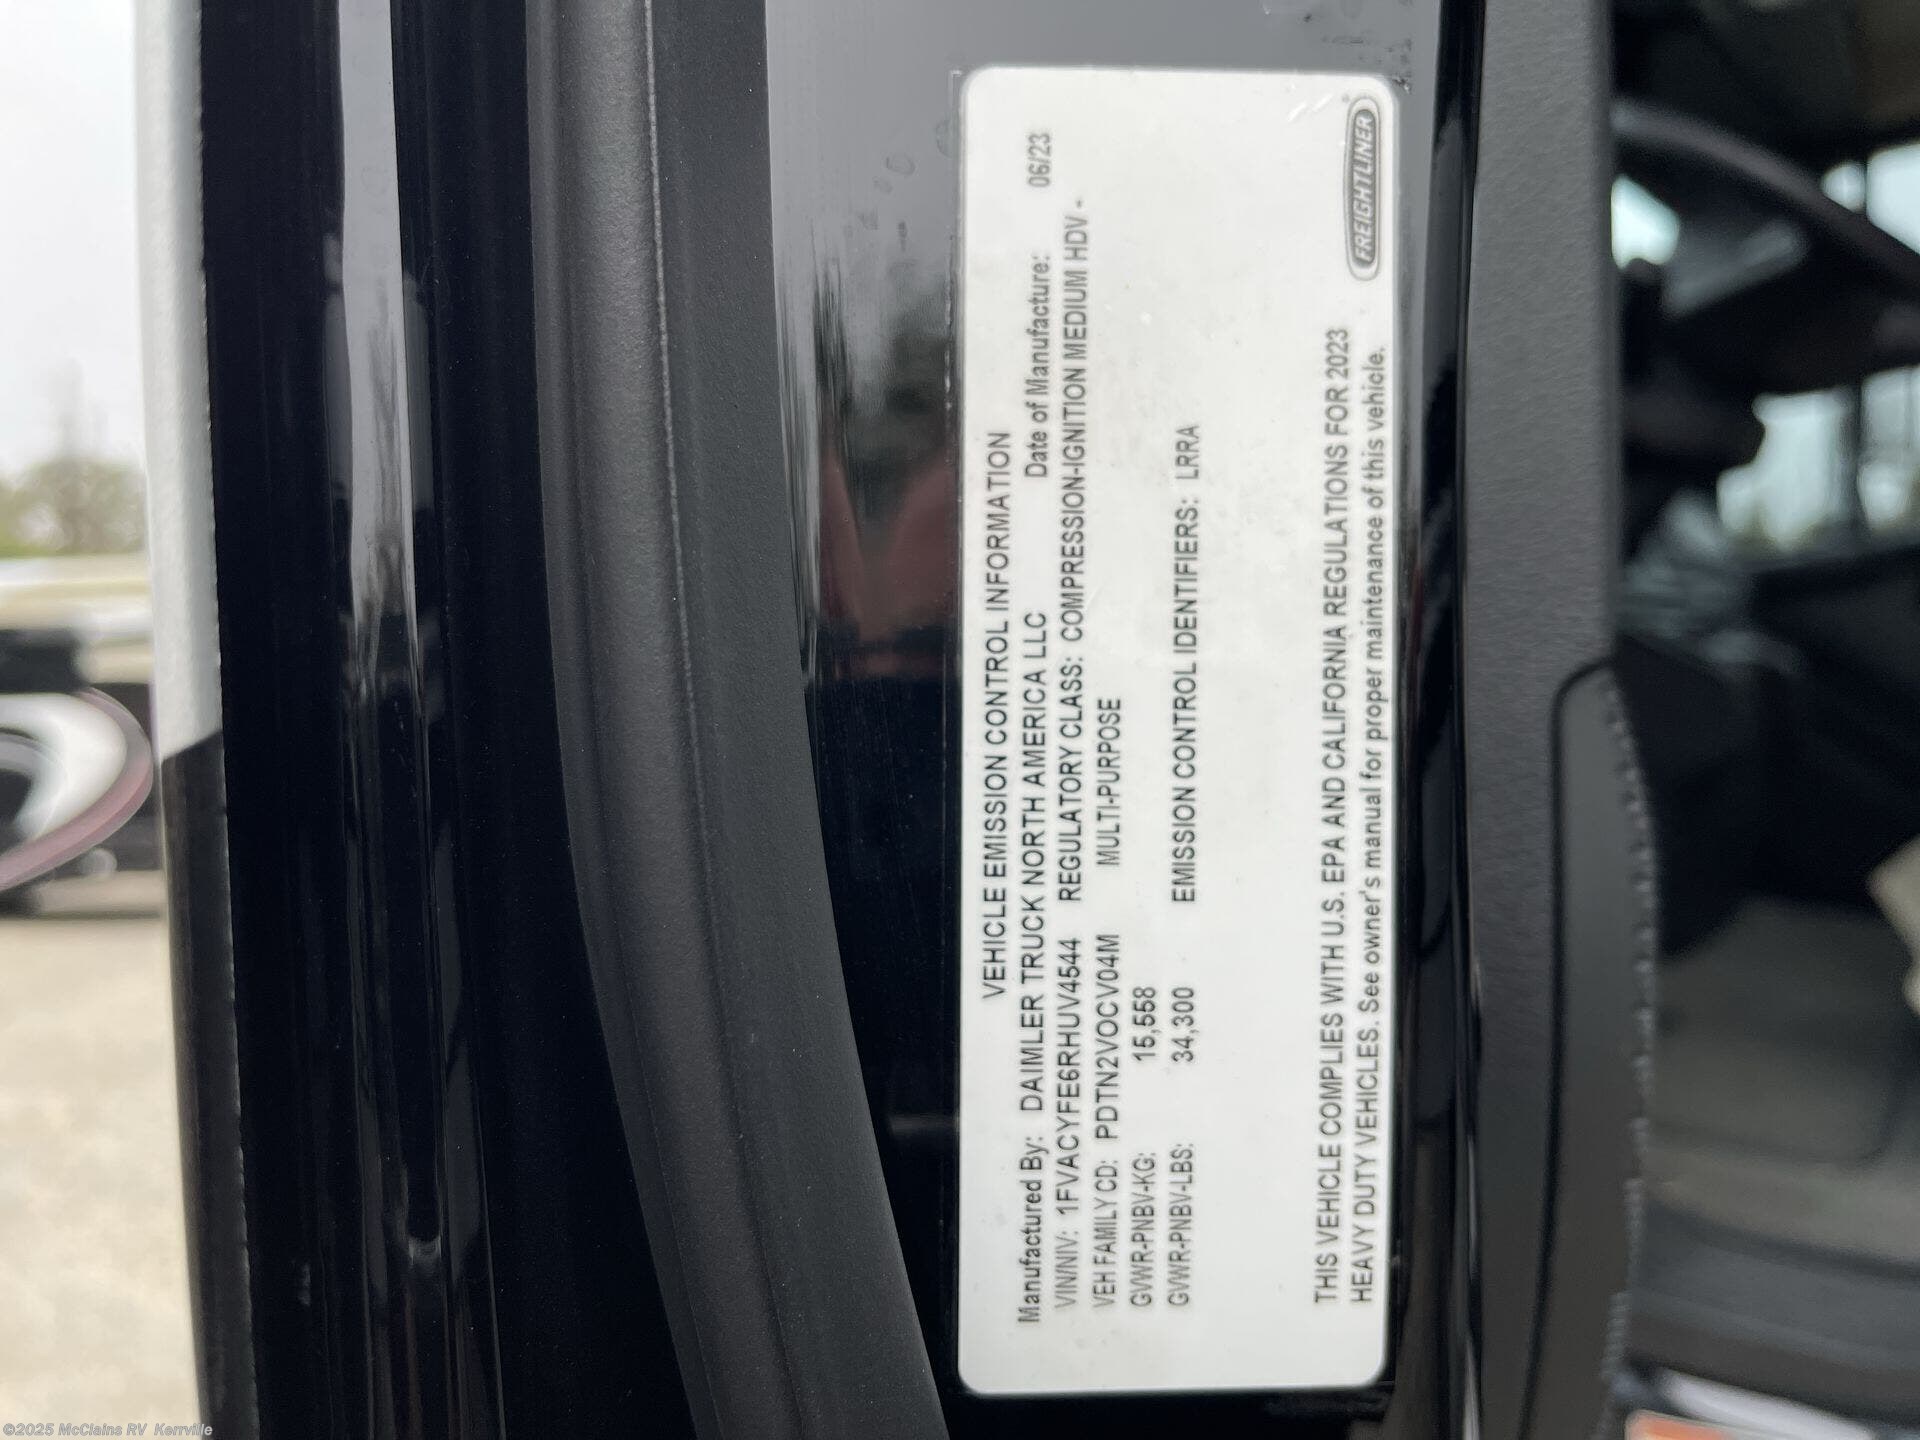 VEHICLE EMISSION CONTROL INFORMATION
Manufactured By: DAIMLER TRUCK NORTH AMERICA LLC Date of Manufacture: 06/23
VIN/NIV: 1FVACYFE6RHUV4544 REGULATORY CLASS: COMPRESSION-IGNITION MEDIUM HDV -
VEH FAMILY CD: PDTN2VOCV04M MULTI-PURPOSE
GVWR-PNBV-KG: 15,558
GVWR-PNBV-LBS: 34,300 EMISSION CONTROL IDENTIFIERS: LRRA
THIS VEHICLE COMPLIES WITH U.S. EPA AND CALIFORNIA REGULATIONS FOR 2023
HEAVY DUTY VEHICLES. See owner's manual for proper maintenance of this vehicle.
FREIGHTLINER
©2025 McClains RV Kerrville